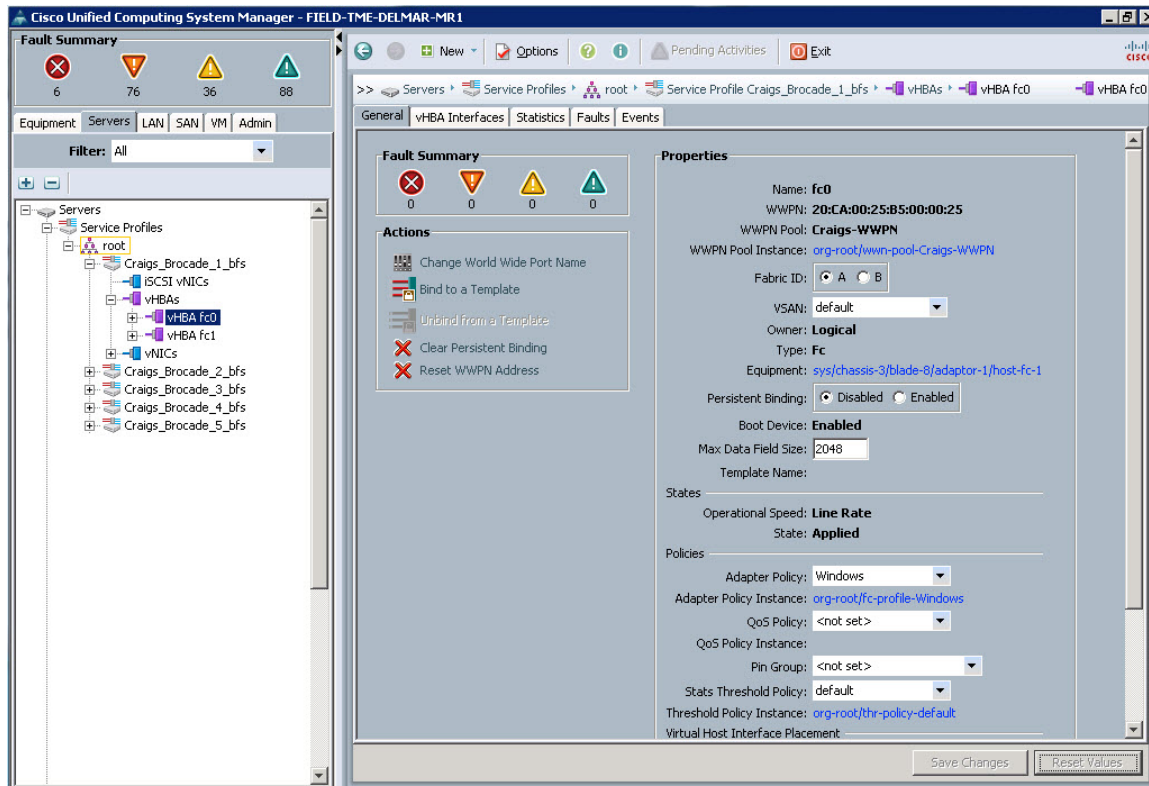 Cisco Unified Computing System Manager - FIELD-TME-DELMAR-MR1
Fault Summary
6 76 36 88
Equipment Servers LAN SAN VM Admin
Filter: All
Servers
Service Profiles
root
Craigs_Brocade_1_bfs
iSCSI vNICs
vHBAs
vHBA fc0
vHBA fc1
vNICs
Craigs_Brocade_2_bfs
Craigs_Brocade_3_bfs
Craigs_Brocade_4_bfs
Craigs_Brocade_5_bfs
New Options Pending Activities Exit
CISCO
>> Servers Service Profiles root Service Profile Craigs_Brocade_1_bfs vHBAs vHBA fc0 vHBA fc0
General vHBA Interfaces Statistics Faults Events
Fault Summary
0 0 0 0
Actions
Change World Wide Port Name
Bind to a Template
Unbind from a Template
Clear Persistent Binding
Reset WWPN Address
Properties
Name: fc0
WWPN: 20:CA:00:25:B5:00:00:25
WWPN Pool: Craigs-WWPN
WWPN Pool Instance: org-root/wwn-pool-Craigs-WWPN
Fabric ID: A B
VSAN: default
Owner: Logical
Type: Fc
Equipment: sys/chassis-3/blade-8/adaptor-1/host-fc-1
Persistent Binding: Disabled Enabled
Boot Device: Enabled
Max Data Field Size: 2048
Template Name:
States
Operational Speed: Line Rate
State: Applied
Policies
Adapter Policy: Windows
Adapter Policy Instance: org-root/fc-profile-Windows
QoS Policy: <not set>
QoS Policy Instance:
Pin Group: <not set>
Stats Threshold Policy: default
Threshold Policy Instance: org-root/thr-policy-default
Virtual Host Interface Placement
Save Changes Reset Values